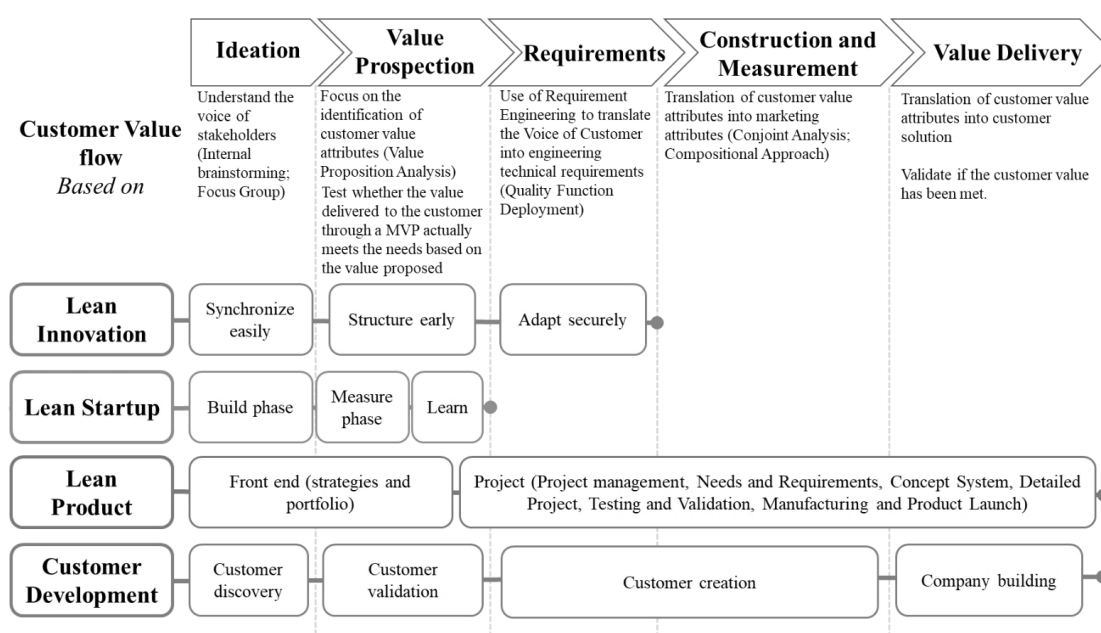 Ideation
Value
Prospection
Requirements
Construction and
Measurement
Value Delivery
Customer Value
flow
Based on
Understand the
voice of
stakeholders
(Internal
brainstorming;
Focus Group)
Focus on the
identification of
customer value
attributes (Value
Proposition Analysis)
Test whether the value
delivered to the customer
through a MVP actually
meets the needs based on
the value proposed
Use of Requirement
Engineering to translate
the Voice of Customer
into engineering
technical requirements
(Quality Function
Deployment)
Translation of customer value
attributes into marketing
attributes (Conjoint Analysis;
Compositional Approach)
Translation of customer value
attributes into customer
solution
Validate if the customer value
has been met.
Lean
Innovation
Synchronize
easily
Structure early
Adapt securely
Lean Startup
Build phase
Measure
phase
Learn
Lean
Product
Front end (strategies and
portfolio)
Project (Project management, Needs and Requirements, Concept System, Detailed
Project, Testing and Validation, Manufacturing and Product Launch)
Customer
Development
Customer
discovery
Customer
validation
Customer creation
Company building